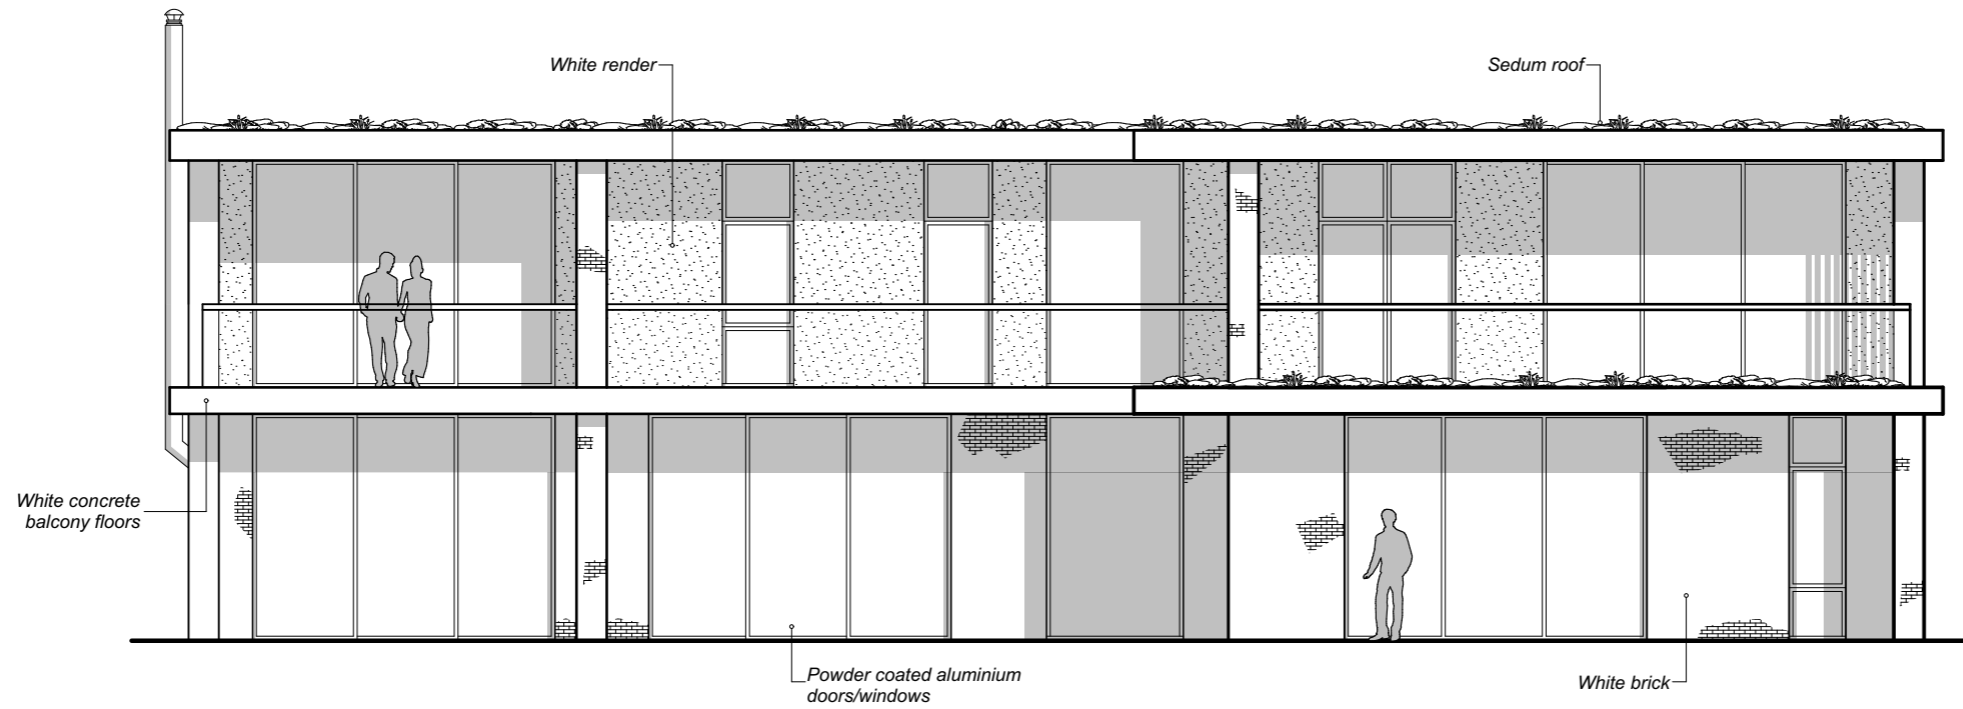 White render
Sedum roof
White concrete
balcony floors
Powder coated aluminium
doors/windows
White brick